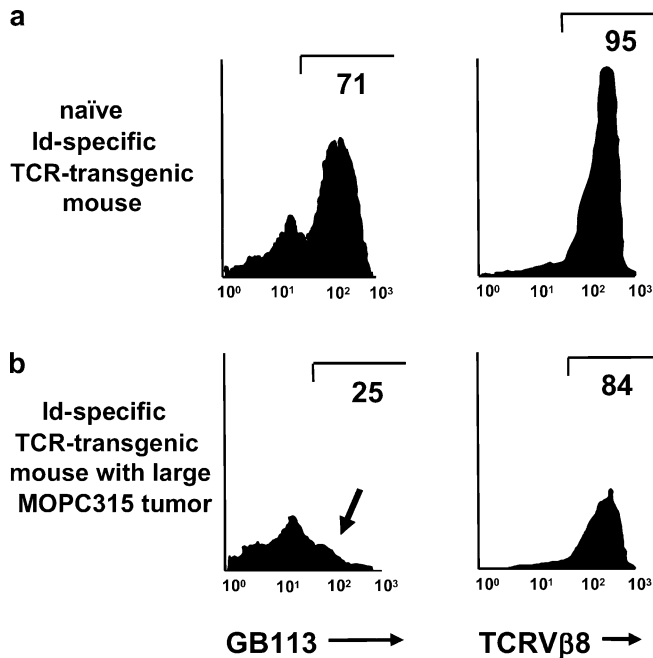 a
naïve
Id-specific
TCR-transgenic
mouse
71
10⁰ 10¹ 10² 10³
95
10⁰ 10¹ 10² 10³
b
Id-specific
TCR-transgenic
mouse with large
MOPC315 tumor
25
10⁰ 10¹ 10² 10³
84
10⁰ 10¹ 10² 10³
GB113
TCRVβ8